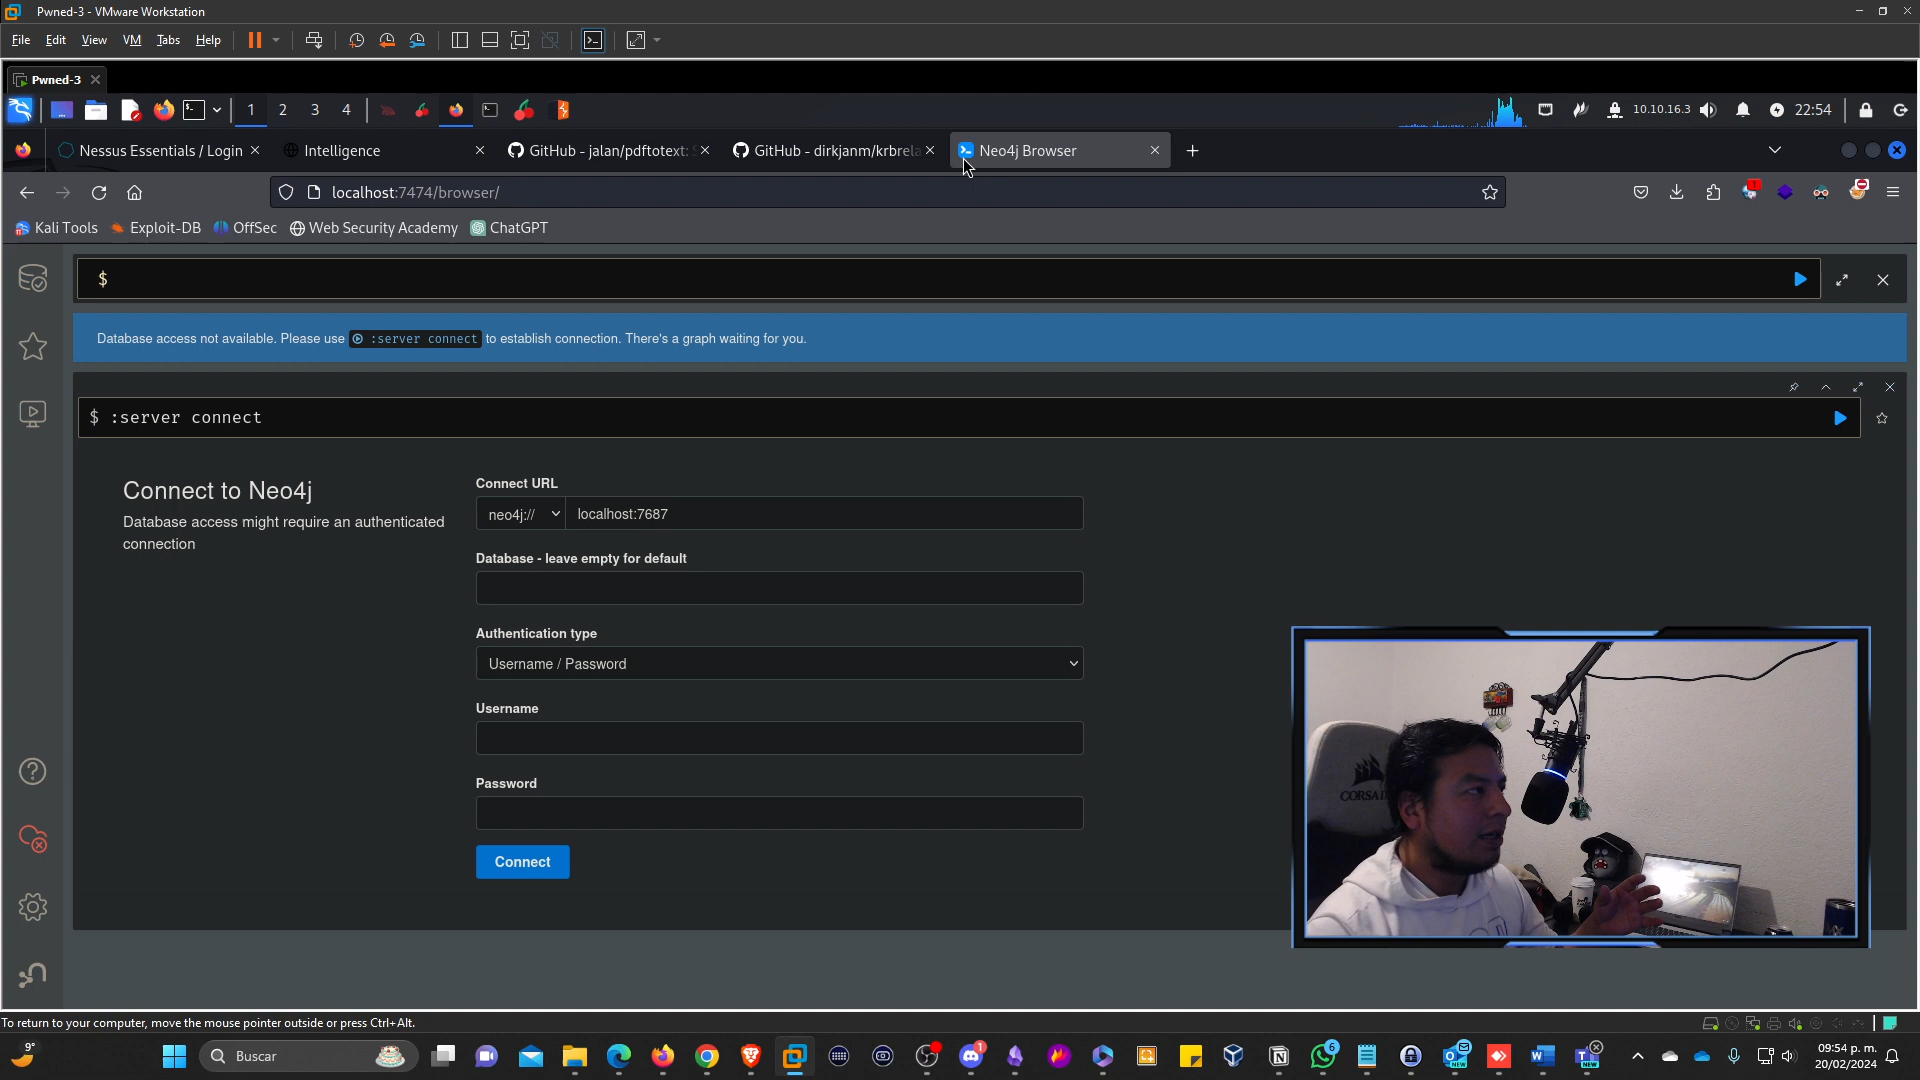 Pwned-3 - VMware Workstation
File Edit View VM Tabs Help
Pwned-3
1 2 3 4 10.10.16.3 22:54
Nessus Essentials / Login Intelligence GitHub - jalan/pdftotext: GitHub - dirkjanm/krbrela Neo4j Browser
localhost:7474/browser/
Kali Tools Exploit-DB OffSec Web Security Academy ChatGPT
$
Database access not available. Please use :server connect to establish connection. There's a graph waiting for you.
$ :server connect
Connect to Neo4j
Database access might require an authenticated
connection
Connect URL
neo4j:// localhost:7687
Database - leave empty for default
Authentication type
Username / Password
Username
Password
Connect
CORSAI
To return to your computer, move the mouse pointer outside or press Ctrl+Alt.
9°
Buscar
09:54 p. m.
20/02/2024